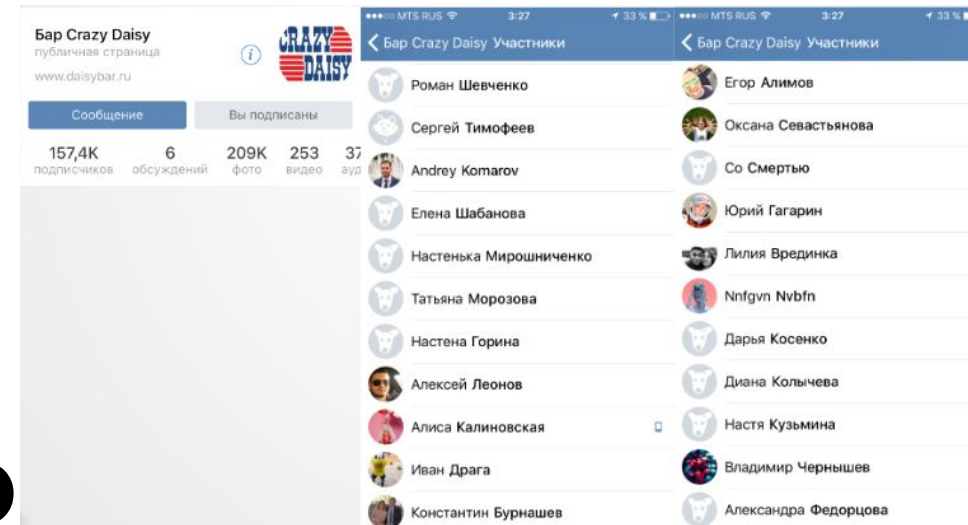 Бар Crazy Daisy
публичная страница
www.daisybar.ru
CRAZY
DAISY
Сообщение
Вы подписаны
157,4K
подписчиков
6
обсуждений
209K
фото
253
видео
37
ауд
MTS RUS 3:27 33 %
Бар Crazy Daisy Участники
Роман Шевченко
Сергей Тимофеев
Andrey Komarov
Елена Шабанова
Настенька Мирошниченко
Татьяна Морозова
Настена Горина
Алексей Леонов
Алиса Калиновская
Иван Драга
Константин Бурнашев
MTS RUS 3:27 33 %
Бар Crazy Daisy Участники
Егор Алимов
Оксана Севастьянова
Со Смертью
Юрий Гагарин
Лилия Врединка
Nnfgvn Nvbfn
Дарья Косенко
Диана Колычева
Настя Кузьмина
Владимир Чернышев
Александра Федорцова